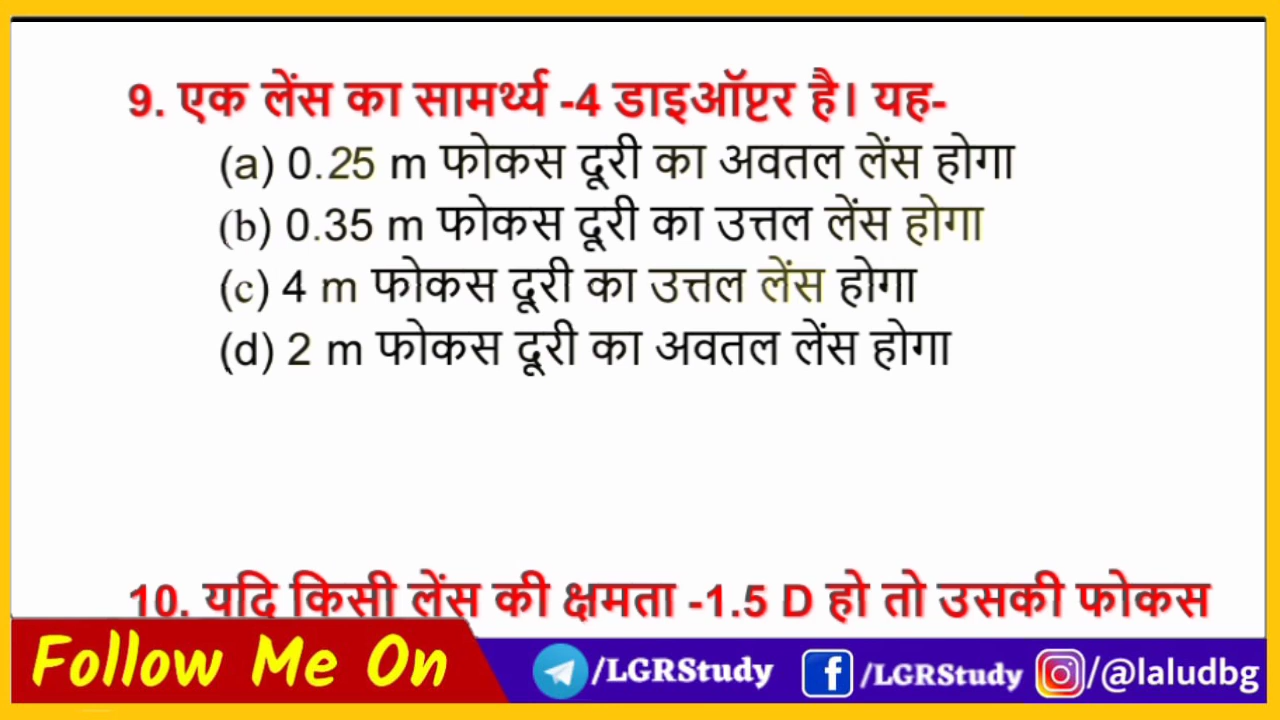 9. एक लेंस का सामर्थ्य -4 डाइऑप्टर है। यह-
(a) 0.25 m फोकस दूरी का अवतल लेंस होगा
(b) 0.35 m फोकस दूरी का उत्तल लेंस होगा
(c) 4 m फोकस दूरी का उत्तल लेंस होगा
(d) 2 m फोकस दूरी का अवतल लेंस होगा
10. यदि किसी लेंस की क्षमता -1.5 D हो तो उसकी फोकस
Follow Me On /LGRStudy /LGRStudy /@laludbg